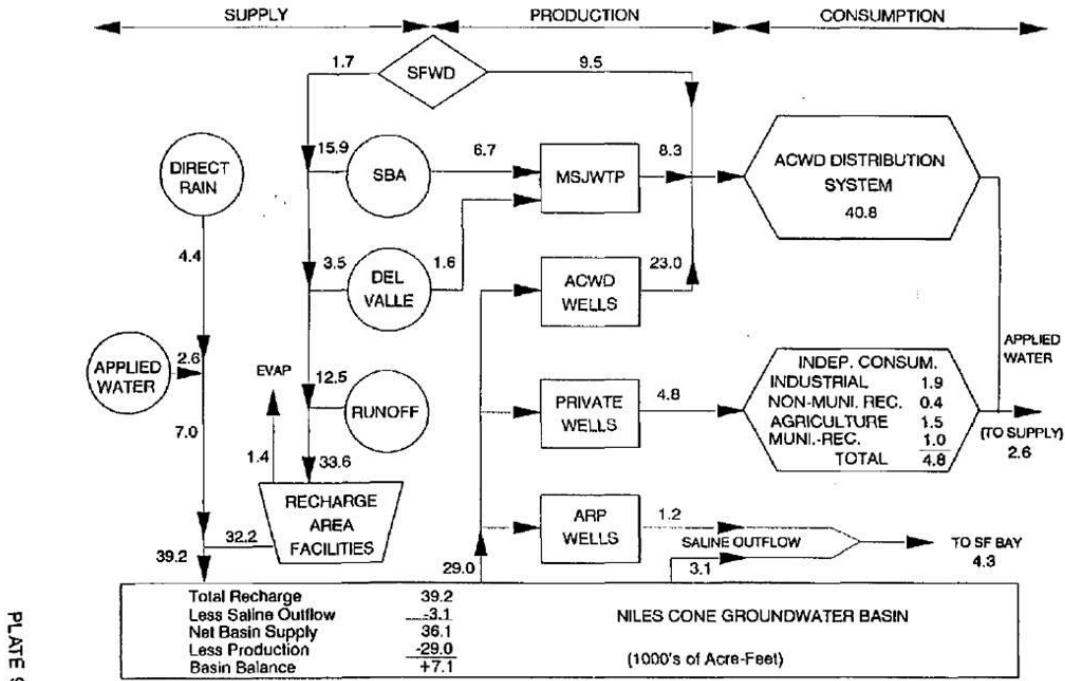 SUPPLY PRODUCTION CONSUMPTION
1.7 SFWD 9.5
15.9 6.7 8.3
DIRECT
RAIN
SBA
MSJWTP
ACWD DISTRIBUTION
SYSTEM
40.8
4.4
3.5 DEL
VALLE
1.6
ACWD
WELLS
23.0
APPLIED
WATER
2.6
EVAP
12.5
RUNOFF
PRIVATE
WELLS
4.8
INDEP. CONSUM.
INDUSTRIAL 1.9
NON-MUNI. REC. 0.4
AGRICULTURE 1.5
MUNI.-REC. 1.0
TOTAL 4.8
APPLIED
WATER
(TO SUPPLY)
2.6
7.0
1.4
33.6
RECHARGE
AREA
FACILITIES
32.2
39.2
29.0
ARP
WELLS
1.2
SALINE OUTFLOW
3.1
TO SF BAY
4.3
Total Recharge 39.2
Less Saline Outflow -3.1
Net Basin Supply 36.1
Less Production -29.0
Basin Balance +7.1
NILES CONE GROUNDWATER BASIN
(1000's of Acre-Feet)
PLATE